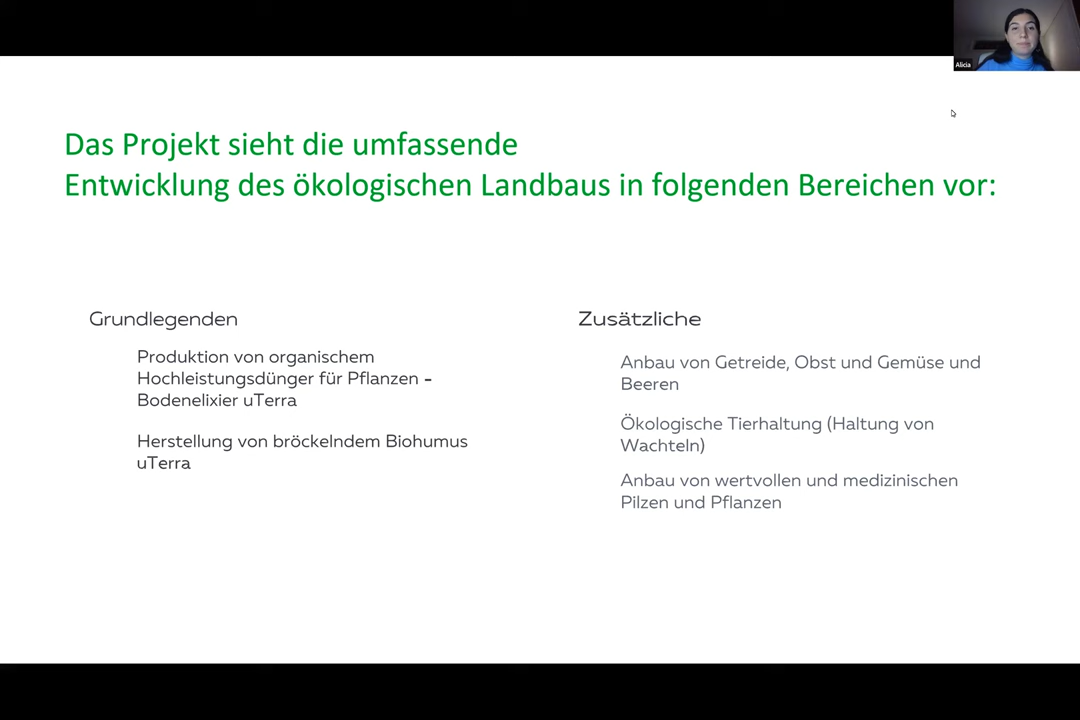 Alicia
Das Projekt sieht die umfassende
Entwicklung des ökologischen Landbaus in folgenden Bereichen vor:
Grundlegenden
Produktion von organischem
Hochleistungsdünger für Pflanzen -
Bodenelixier uTerra
Herstellung von bröckelndem Biohumus
uTerra
Zusätzliche
Anbau von Getreide, Obst und Gemüse und
Beeren
Ökologische Tierhaltung (Haltung von
Wachteln)
Anbau von wertvollen und medizinischen
Pilzen und Pflanzen